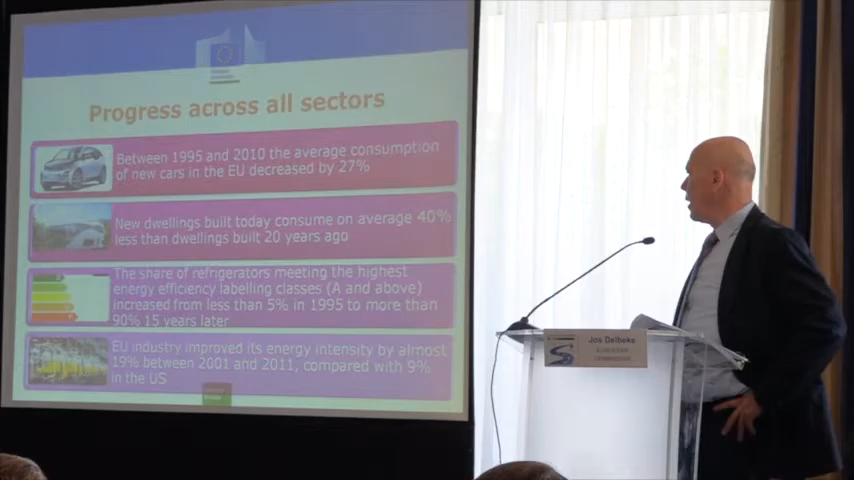 Progress across all sectors
Between 1995 and 2010 the average consumption
of new cars in the EU decreased by 27%
New dwellings built today consume on average 40%
less than dwellings built 20 years ago
The share of refrigerators meeting the highest
energy efficiency labelling classes (A and above)
increased from less than 5% in 1995 to more than
90% 15 years later
EU industry improved its energy intensity by almost
19% between 2001 and 2011, compared with 9%
in the US
Jos Delbeke
EUROPEAN
COMMISSION